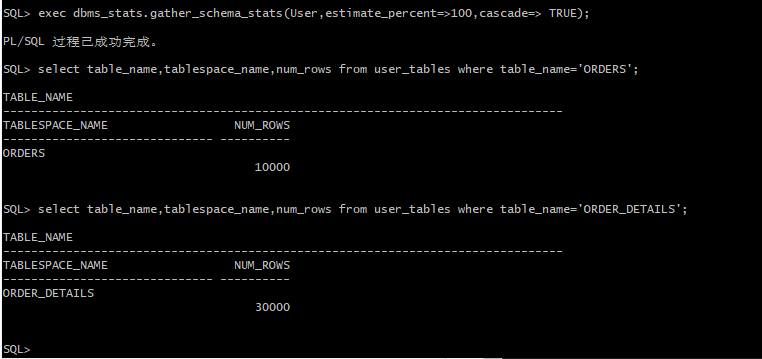 SQL> exec dbms_stats.gather_schema_stats(User,estimate_percent=>100,cascade=> TRUE);
PL/SQL 过程已成功完成。
SQL> select table_name,tablespace_name,num_rows from user_tables where table_name='ORDERS';
TABLE_NAME
--------------------------------------------------------------------------------
TABLESPACE_NAME                  NUM_ROWS
------------------------------ ----------
ORDERS
                                    10000
SQL> select table_name,tablespace_name,num_rows from user_tables where table_name='ORDER_DETAILS';
TABLE_NAME
--------------------------------------------------------------------------------
TABLESPACE_NAME                  NUM_ROWS
------------------------------ ----------
ORDER_DETAILS
                                    30000
SQL>